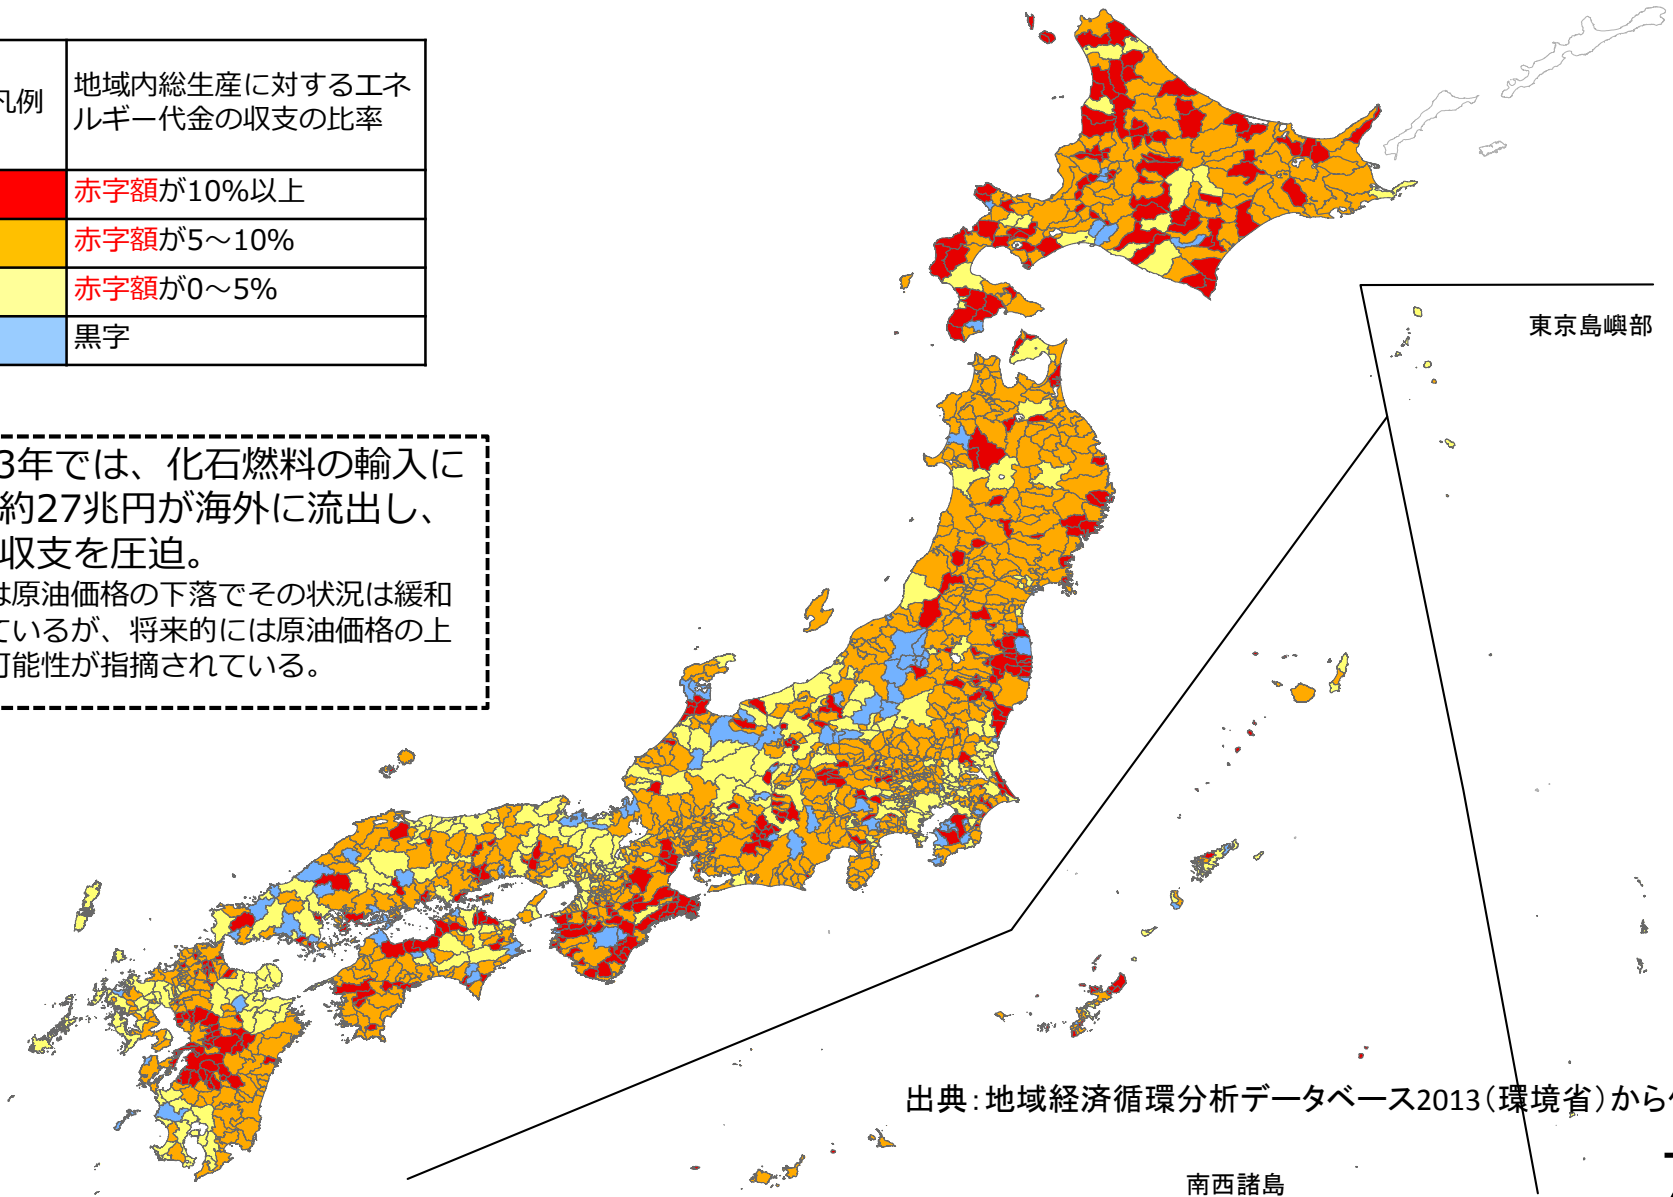 凡例
地域内総生産に対するエネ
ルギー代金の収支の比率
赤字額が10%以上
赤字額が5～10%
赤字額が0～5%
黒字
3年では、化石燃料の輸入に
約27兆円が海外に流出し、
収支を圧迫。
は原油価格の下落でその状況は緩和
ているが、将来的には原油価格の上
可能性が指摘されている。
東京島嶼部
出典：地域経済循環分析データベース2013（環境省）から
南西諸島